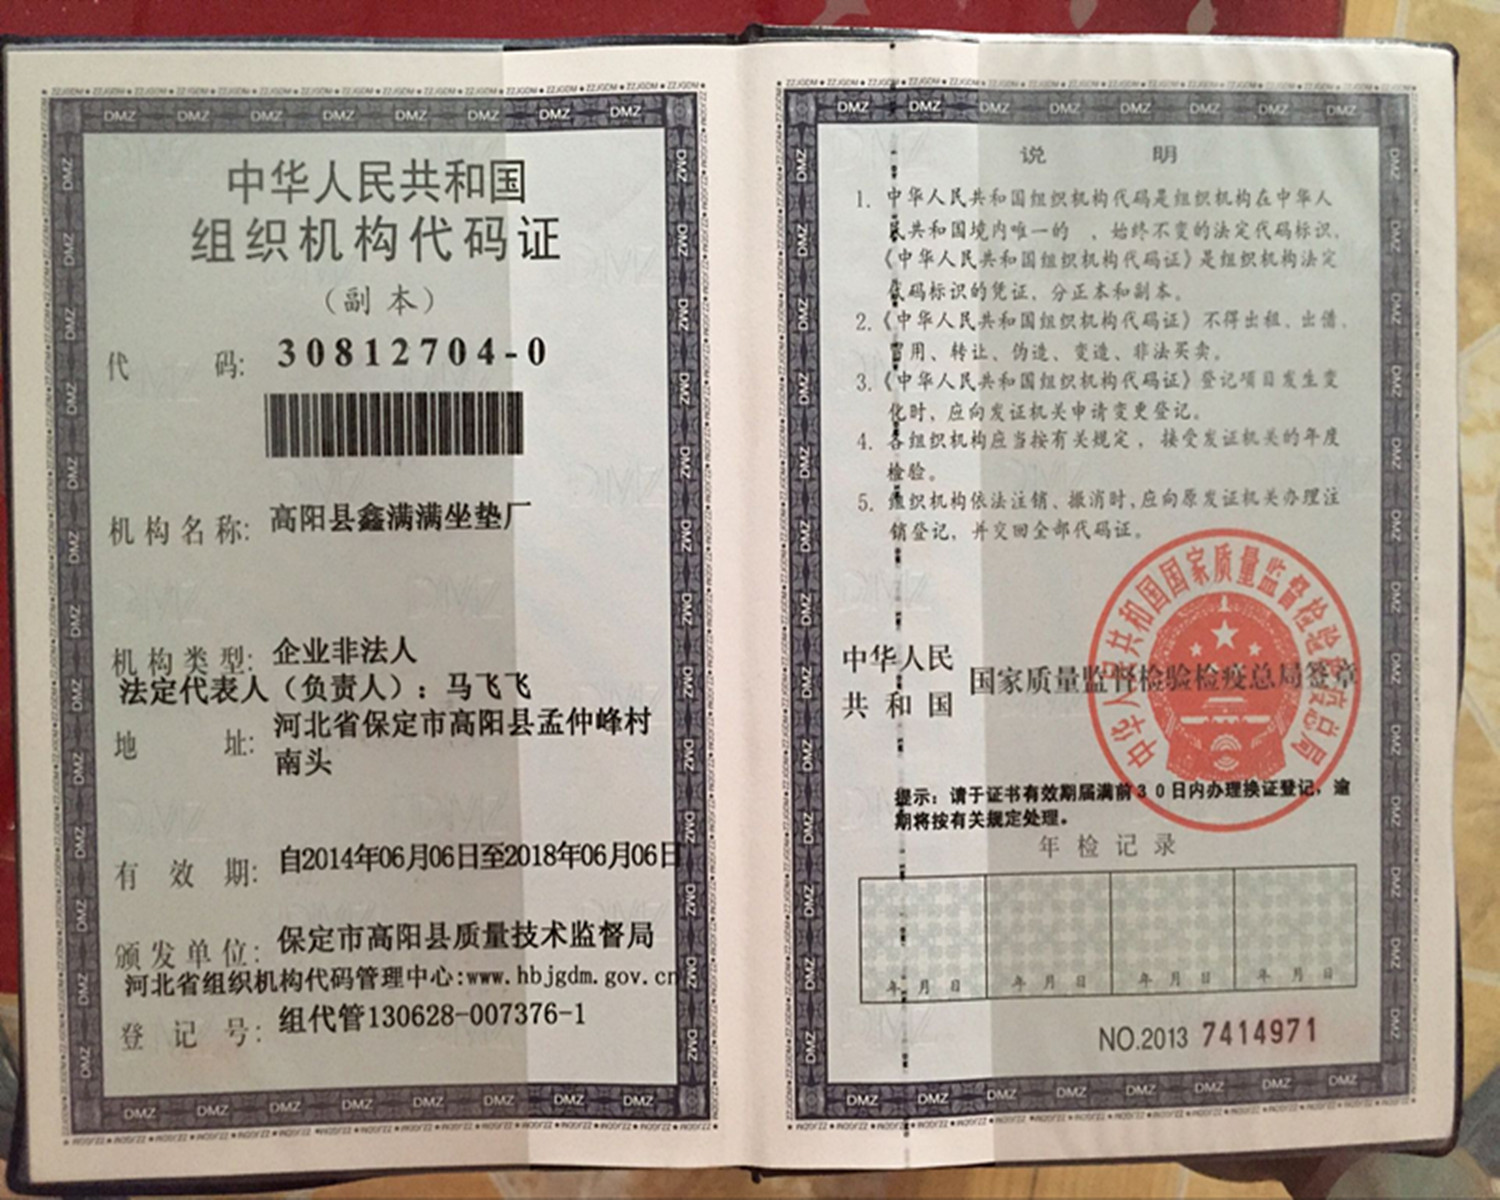 中华人民共和国
组织机构代码证
（副本）
代 码: 30812704-0
机构名称: 高阳县鑫满满坐垫厂
机构类型: 企业非法人
法定代表人（负责人）：马飞飞
地 址: 河北省保定市高阳县孟仲峰村
南头
有 效 期: 自2014年06月06日至2018年06月06日
颁发单位: 保定市高阳县质量技术监督局
河北省组织机构代码管理中心:www.hbjgdm.gov.cn
登 记 号: 组代管130628-007376-1
说 明
1. 中华人民共和国组织机构代码是组织机构在中华人
民共和国境内唯一的 、始终不变的法定代码标识，
《中华人民共和国组织机构代码证》是组织机构法定
代码标识的凭证，分正本和副本。
2.《中华人民共和国组织机构代码证》不得出租、出借、
冒用、转让、伪造、变造、非法买卖。
3.《中华人民共和国组织机构代码证》登记项目发生变
化时，应向发证机关申请变更登记。
4. 各组织机构应当按有关规定，接受发证机关的年度
检验。
5. 组织机构依法注销、撤消时，应向原发证机关办理注
销登记，并交回全部代码证。
中华人民
共和国
国家质量监督检验检疫总局签章
中华人民共和国国家质量监督检验检疫总局
提示：请于证书有效期届满前30日内办理换证登记，逾
期将按有关规定处理。
年检记录
年 月 日 年 月 日 年 月 日 年 月 日
NO.2013 7414971